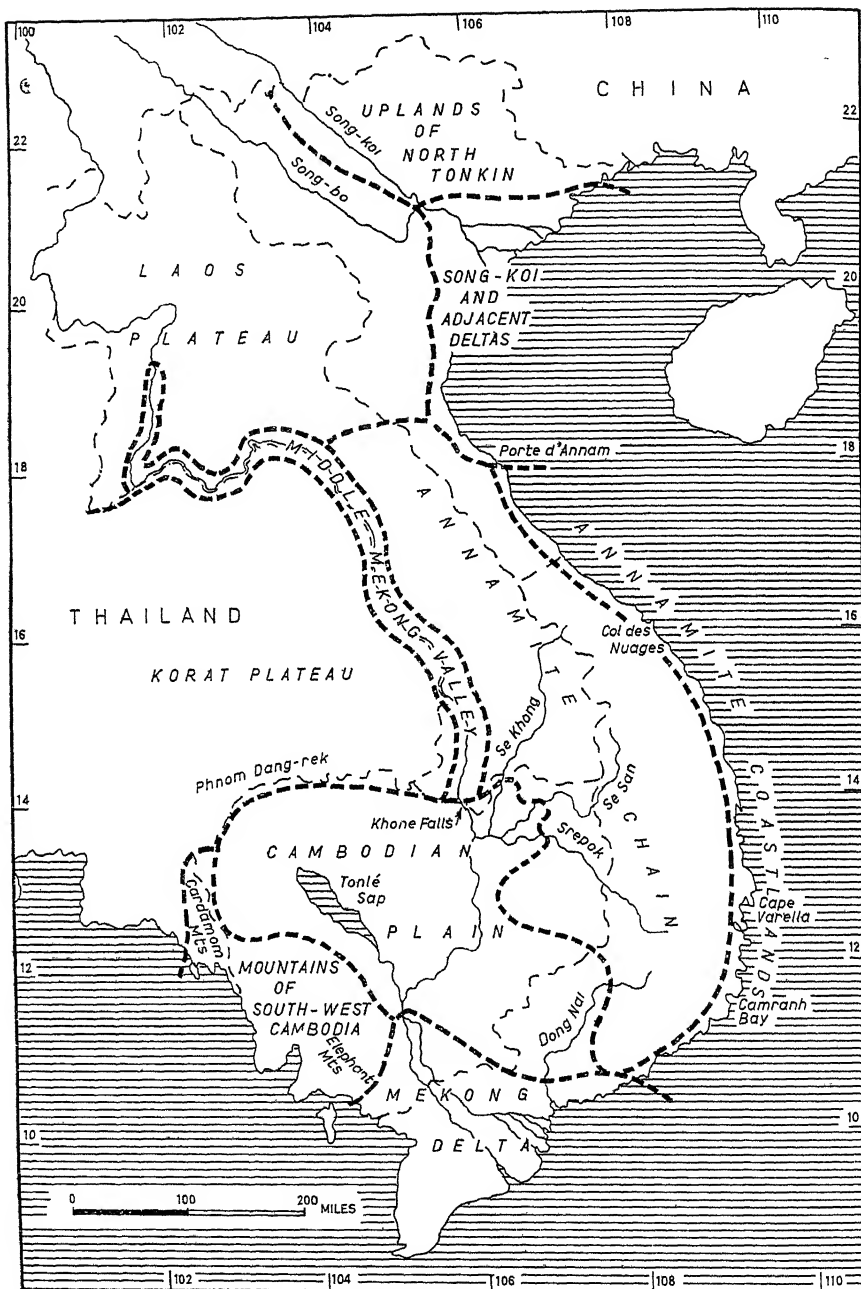 100
102
104
106
108
110
CHINA
UPLANDS
OF
NORTH
TONKIN
Song-koi
Song-bo
22
22
LAOS
PLATEAU
SONG-KOI
AND
ADJACENT
DELTAS
20
20
18
18
Porte d'Annam
MIDDLE MEKONG VALLEY
ANNAMITE CHAIN
ANNAMITE COASTLANDS
THAILAND
KORAT PLATEAU
16
16
Col des
Nuages
Se Khong
Se San
Srepok
Phnom Dang-rek
14
14
Khone Falls
CAMBODIAN
PLAIN
Tonlé
Sap
Cardamom
Mts
Cape
Varella
12
12
MOUNTAINS
OF
SOUTH-WEST
CAMBODIA
Elephant
Mts
Dong Nai
Camranh
Bay
MEKONG
DELTA
10
10
0 100 200 MILES
102
104
106
108
110